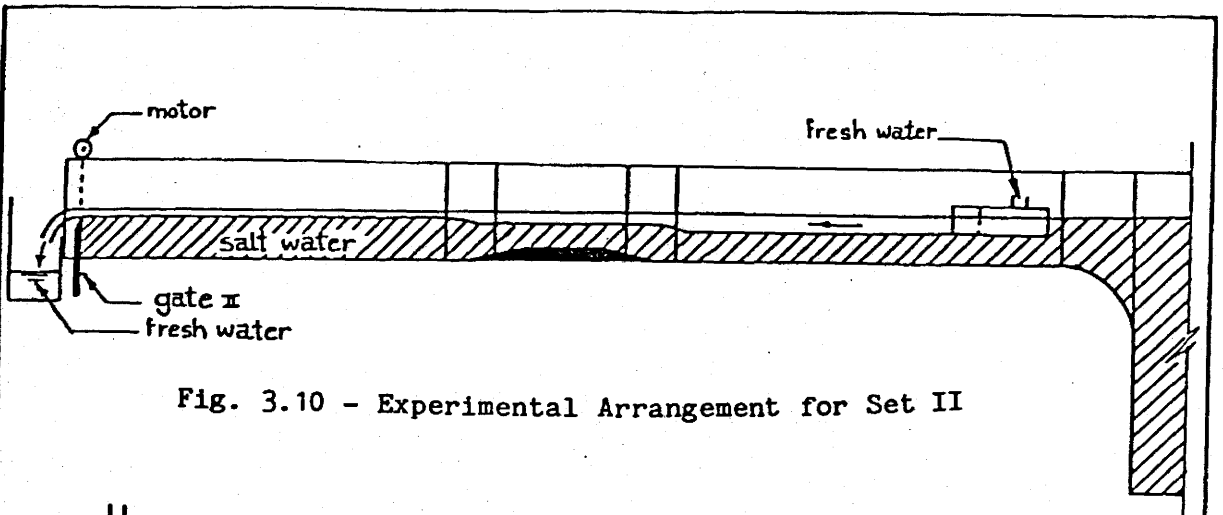 motor
fresh water
salt water
gate II
fresh water
Fig. 3.10 - Experimental Arrangement for Set II